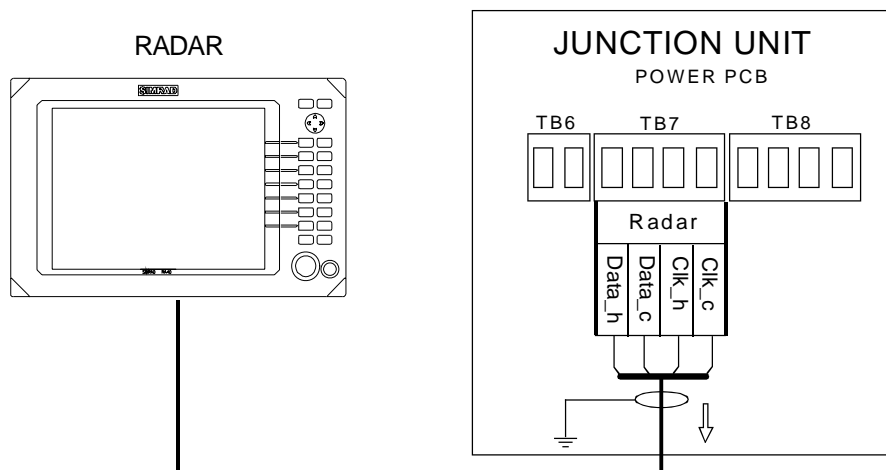 RADAR
SIMRAD
JUNCTION UNIT
POWER PCB
TB6
TB7
TB8
Radar
Data_h
Data_c
Clk_h
Clk_c